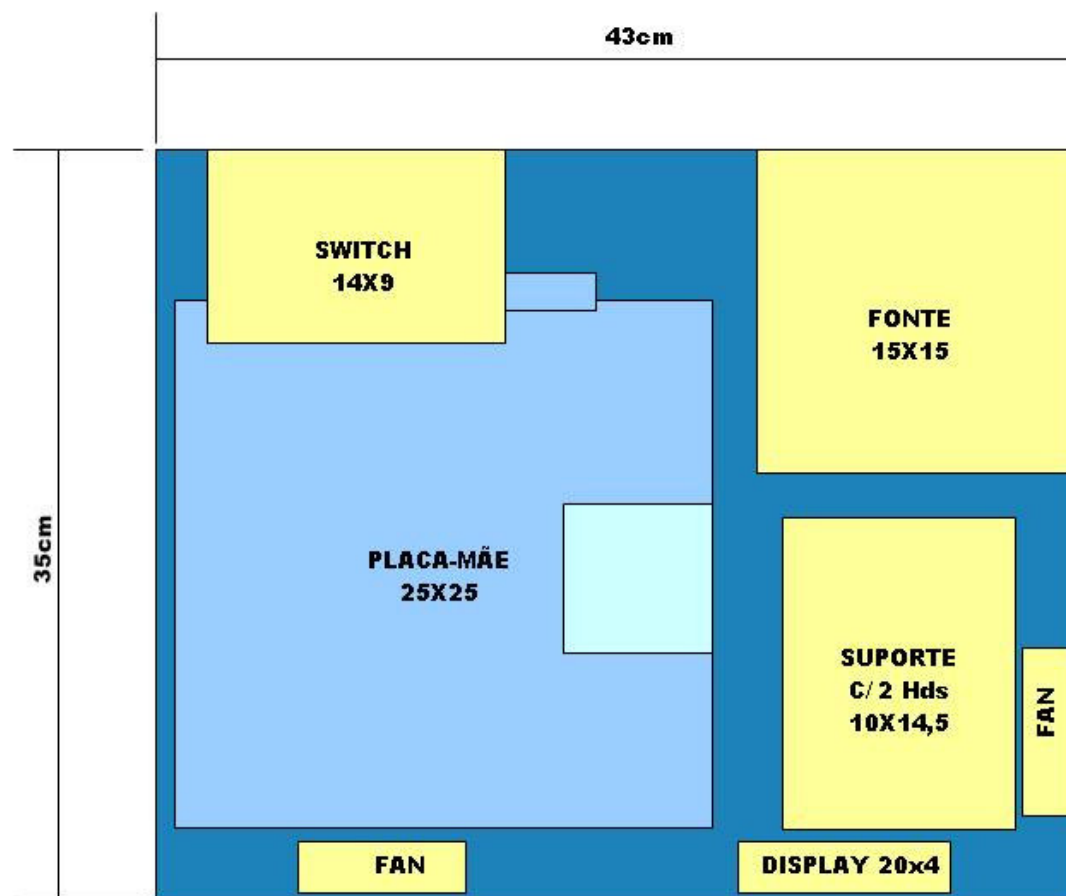 43cm
SWITCH
14X9
FONTE
15X15
35cm
PLACA-MÃE
25X25
SUPORTE
C/ 2 Hds
10X14,5
FAN
FAN
DISPLAY 20x4